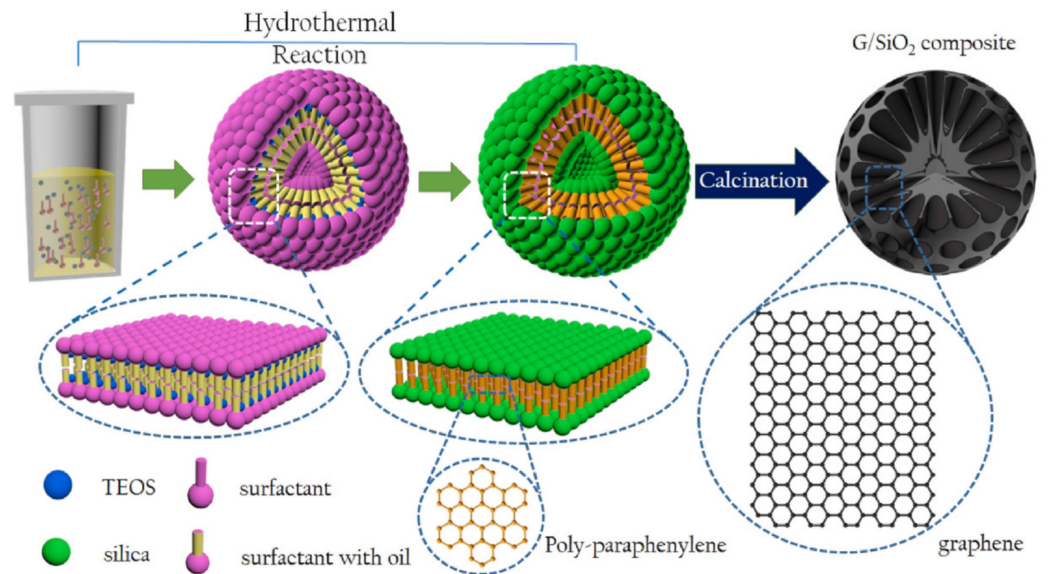 Hydrothermal
Reaction
G/SiO₂ composite
Calcination
TEOS
surfactant
silica
surfactant with oil
Poly-paraphenylene
graphene